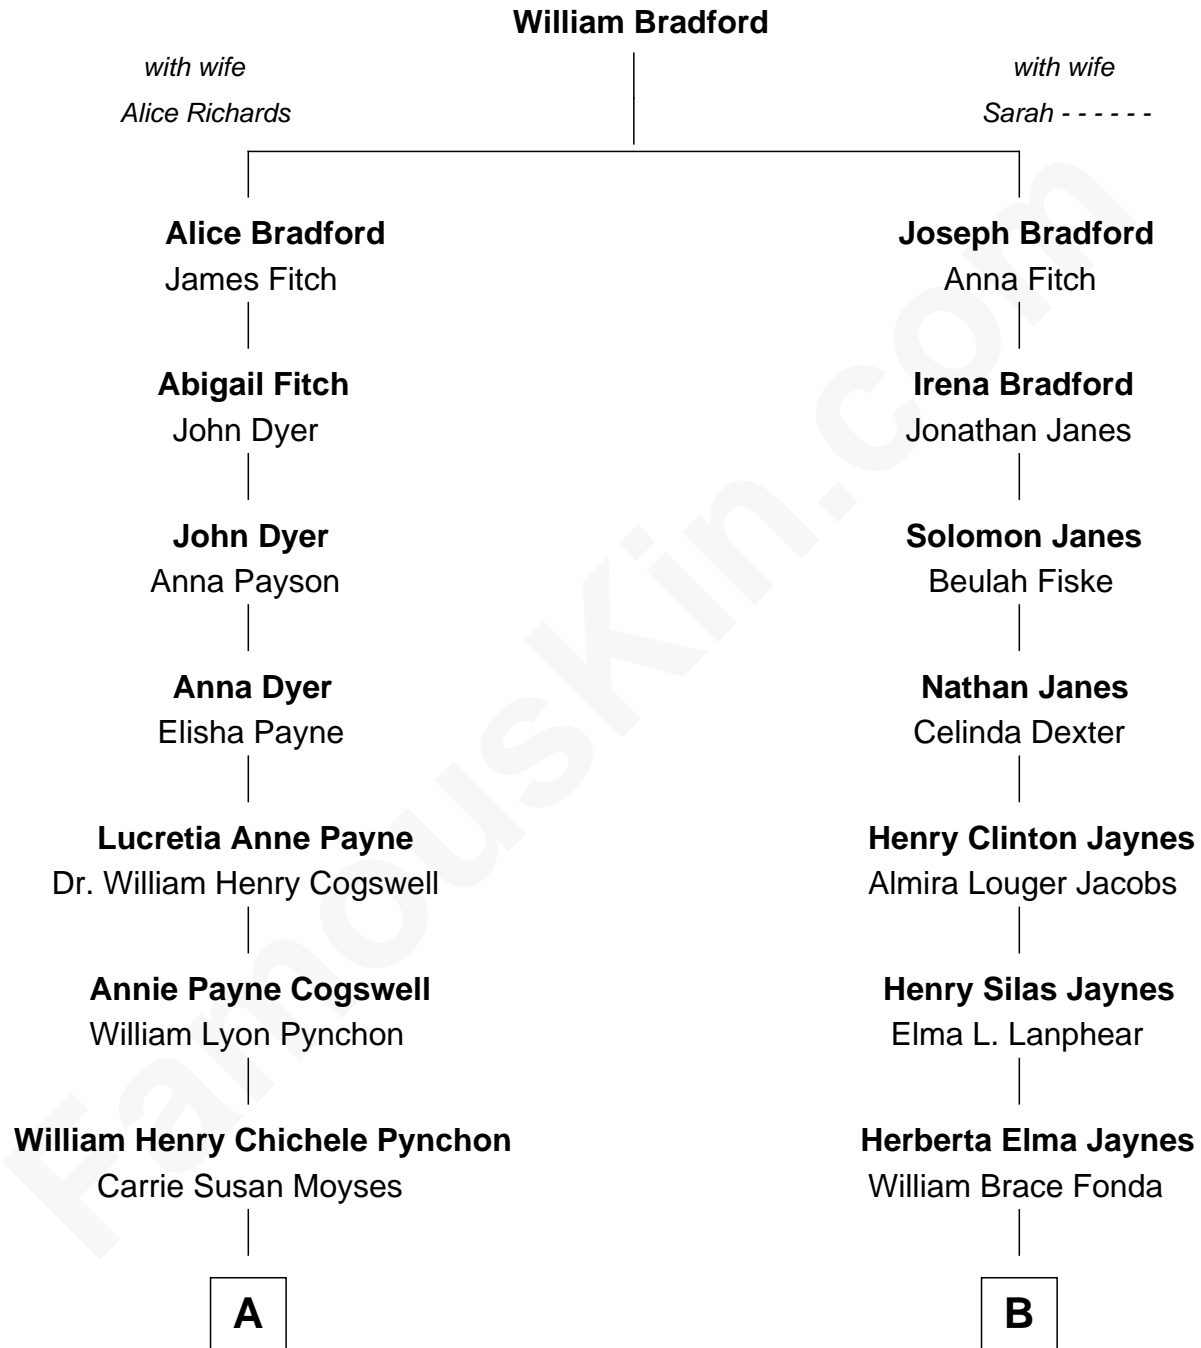 William Bradford
with wife
Alice Richards
with wife
Sarah - - - - - -
Alice Bradford
James Fitch
Joseph Bradford
Anna Fitch
Abigail Fitch
John Dyer
Irena Bradford
Jonathan Janes
John Dyer
Anna Payson
Solomon Janes
Beulah Fiske
Anna Dyer
Elisha Payne
Nathan Janes
Celinda Dexter
Lucretia Anne Payne
Dr. William Henry Cogswell
Henry Clinton Jaynes
Almira Louger Jacobs
Annie Payne Cogswell
William Lyon Pynchon
Henry Silas Jaynes
Elma L. Lanphear
William Henry Chichele Pynchon
Carrie Susan Moyses
Herberta Elma Jaynes
William Brace Fonda
A
B
FamousKin.com